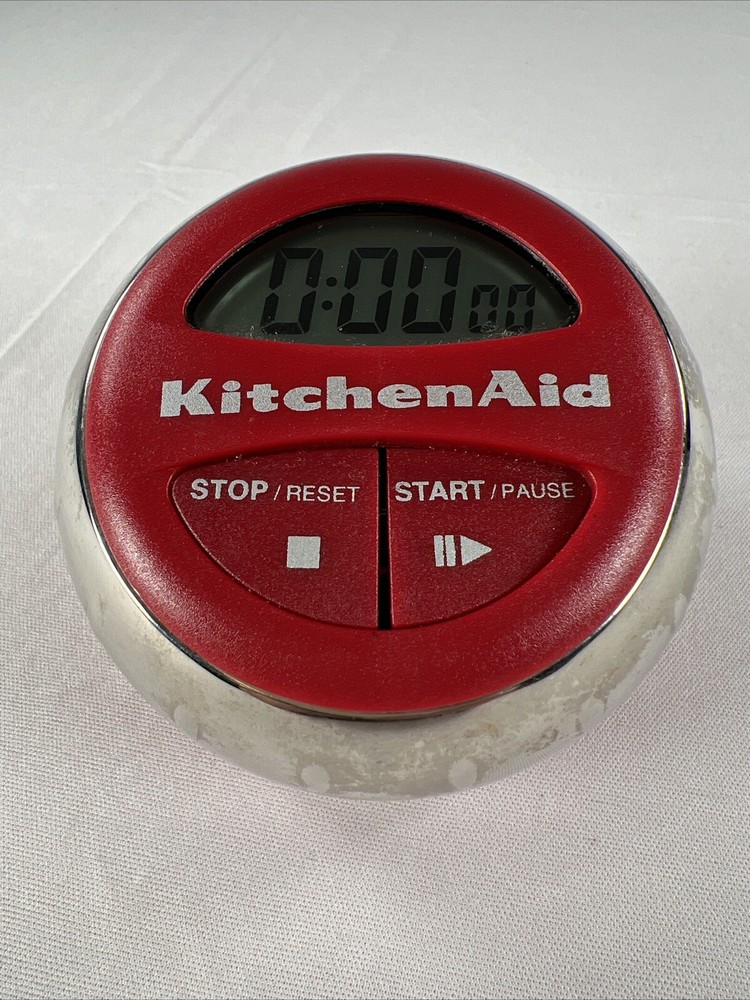 0:00 00
KitchenAid
STOP / RESET
START / PAUSE